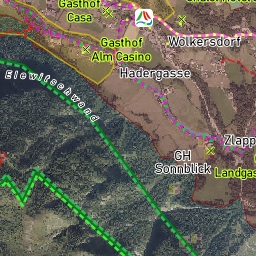 Gasthof
Casa
Wolkersdorf
Gasthof
Alm Casino
Hadergasse
Elewitschwand
Zlapp
GH
Sonnblick
Landgas